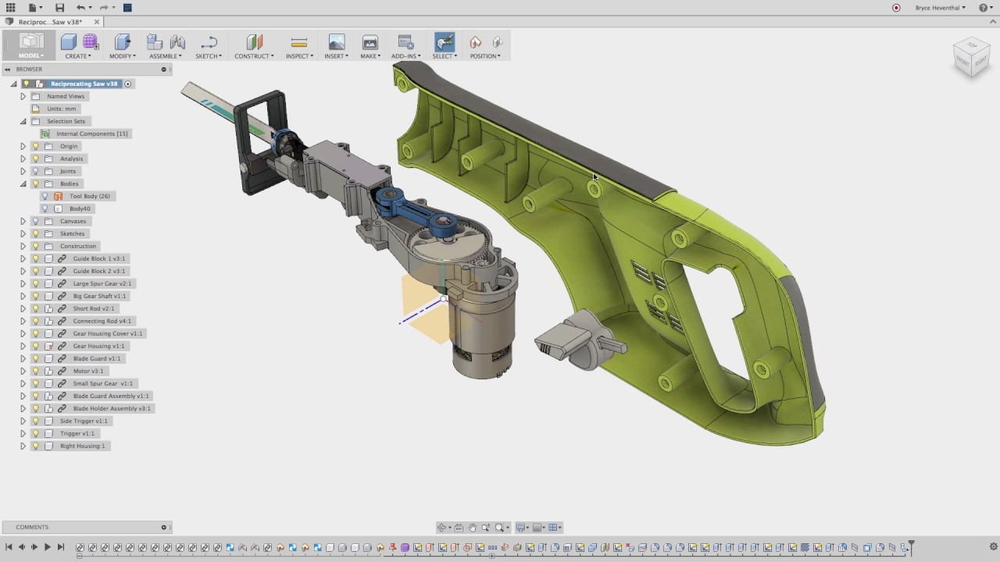 Bryce Heventhal
Reciproc...Saw v38*
MODEL
CREATE
MODIFY
ASSEMBLE
SKETCH
CONSTRUCT
INSPECT
INSERT
MAKE
ADD-INS
SELECT
POSITION
TOP
FRONT
RIGHT
BROWSER
Reciprocating Saw v38
Named Views
Units: mm
Selection Sets
Internal Components [15]
Origin
Analysis
Joints
Bodies
Tool Body (26)
Body40
Canvases
Sketches
Construction
Guide Block 1 v3:1
Guide Block 2 v3:1
Large Spur Gear v2:1
Big Gear Shaft v1:1
Short Rod v2:1
Connecting Rod v4:1
Gear Housing Cover v1:1
Gear Housing v1:1
Blade Guard v1:1
Motor v3:1
Small Spur Gear v1:1
Blade Guard Assembly v1:1
Blade Holder Assembly v3:1
Side Trigger v1:1
Trigger v1:1
Right Housing:1
COMMENTS